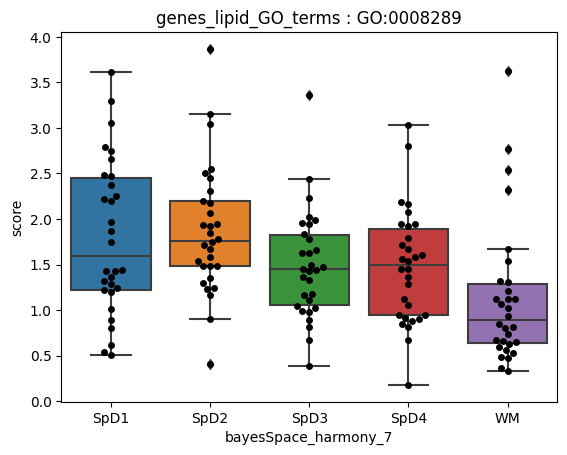 genes_lipid_GO_terms : GO:0008289
4.0
3.5
3.0
2.5
2.0
1.5
1.0
0.5
0.0
score
SpD1 SpD2 SpD3 SpD4 WM
bayesSpace_harmony_7